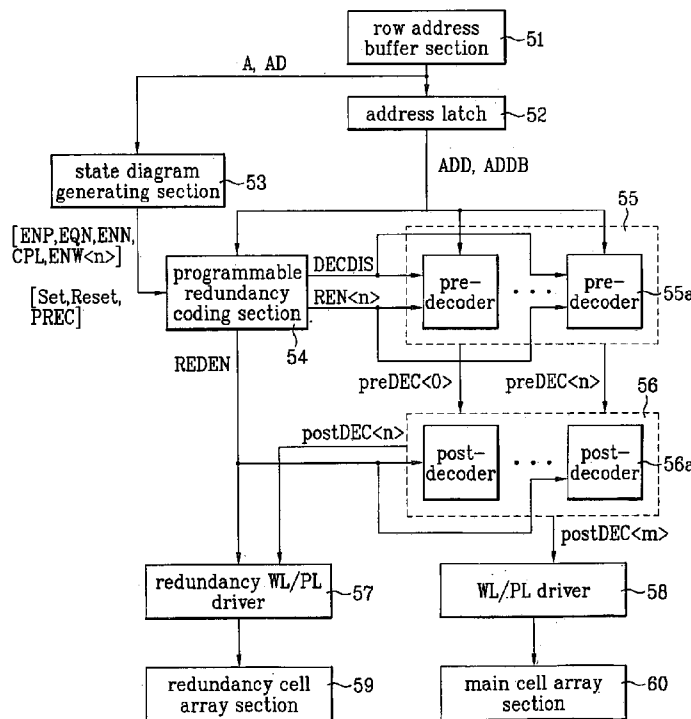 row address
buffer section
51
A, AD
address latch
52
state diagram
generating section
53
ADD, ADDB
[ENP,EQN,ENN,
CPL,ENW<n>]
[Set,Reset,
PREC]
programmable
redundancy
coding section
54
DECDIS
REN<n>
55
pre-
decoder
. . .
pre-
decoder
55a
REDEN
preDEC<0>
preDEC<n>
56
postDEC<n>
post-
decoder
. . .
post-
decoder
56a
postDEC<m>
redundancy WL/PL
driver
57
WL/PL driver
58
redundancy cell
array section
59
main cell array
section
60